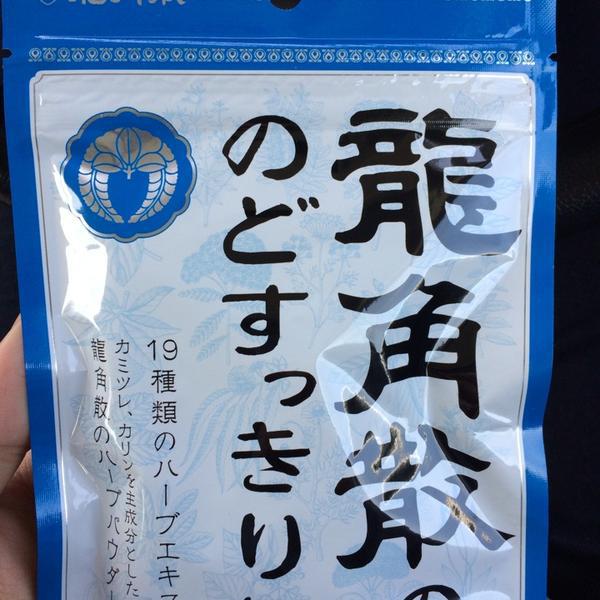 龍角散の
のどすっきり
19種類のハーブエキス
カミツレ、カリンを主成分とした
龍角散のハーブパウダー